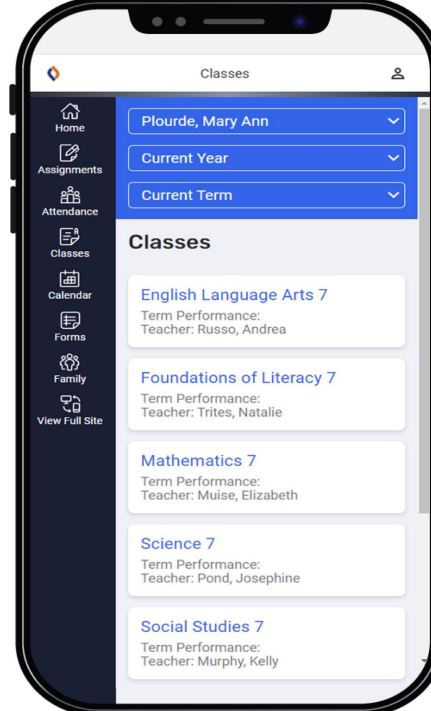 Classes
Home
Assignments
Attendance
Classes
Calendar
Forms
Family
View Full Site
Plourde, Mary Ann
Current Year
Current Term
Classes
English Language Arts 7
Term Performance:
Teacher: Russo, Andrea
Foundations of Literacy 7
Term Performance:
Teacher: Trites, Natalie
Mathematics 7
Term Performance:
Teacher: Muise, Elizabeth
Science 7
Term Performance:
Teacher: Pond, Josephine
Social Studies 7
Term Performance:
Teacher: Murphy, Kelly